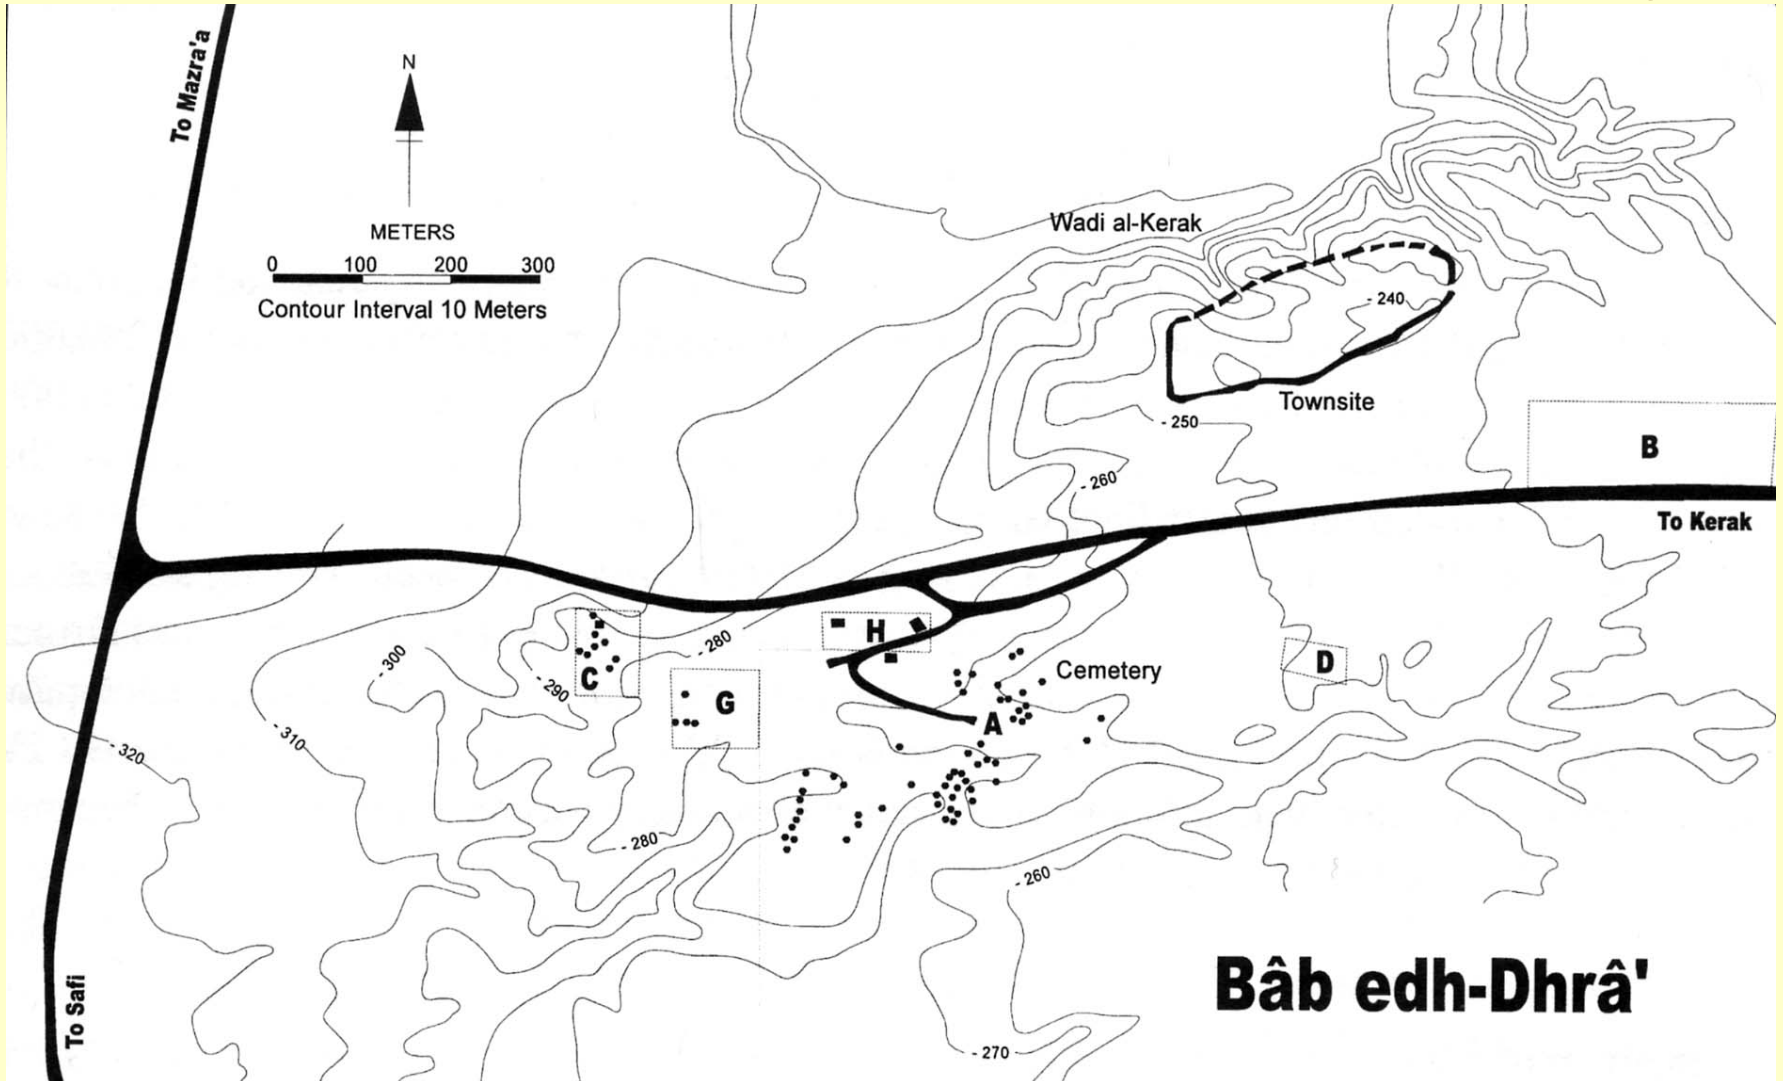 To Mazra'a
N
METERS
0 100 200 300
Contour Interval 10 Meters
Wadi al-Kerak
- 240
Townsite
- 250
B
- 260
To Kerak
H
- 280
- 300
C
- 290
G
Cemetery
D
A
- 310
- 320
- 280
- 260
Bâb edh-Dhrâ'
To Safi
- 270